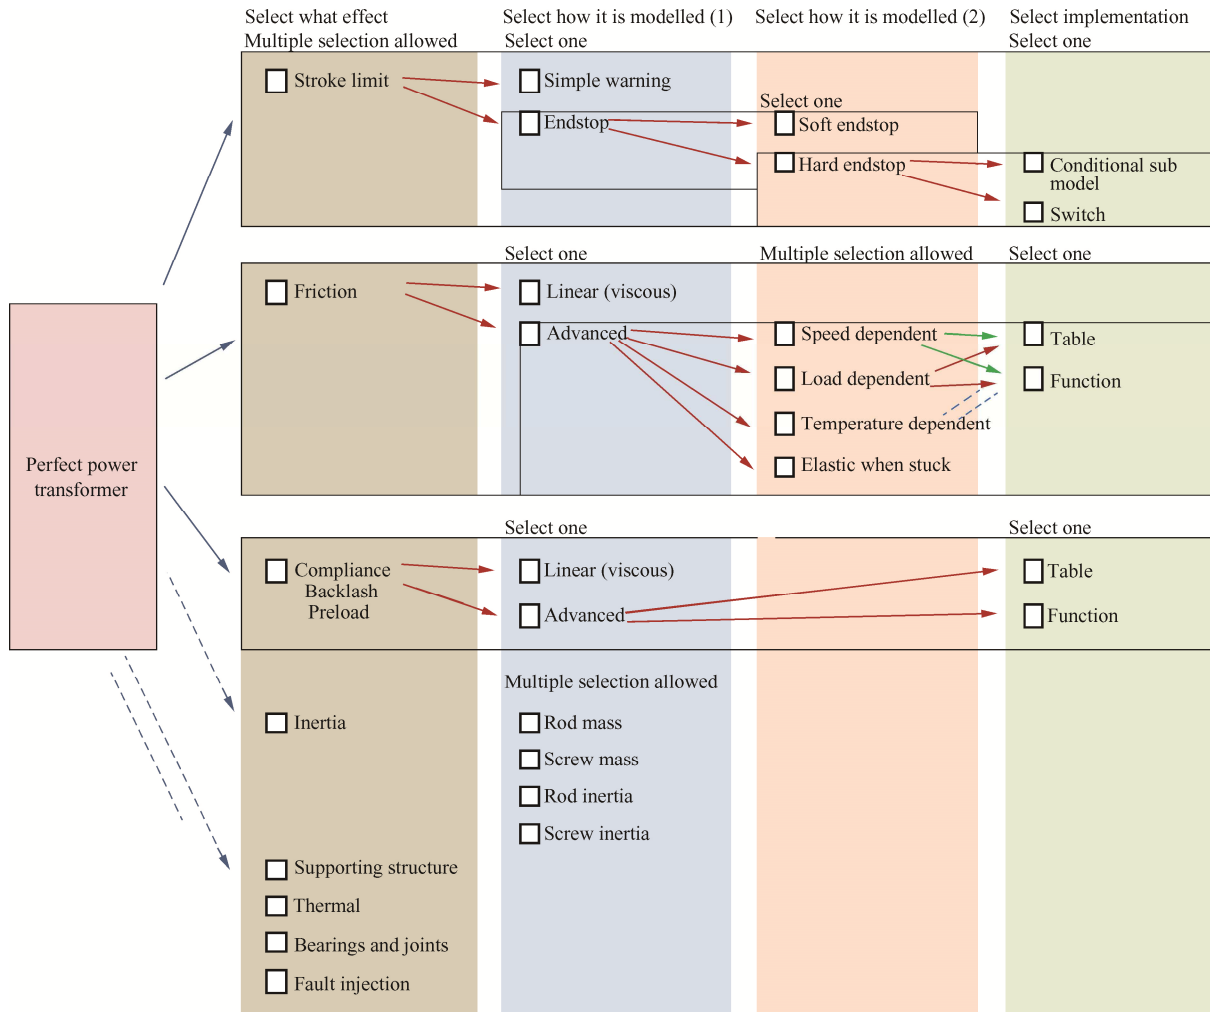 Select what effect
Multiple selection allowed
Select how it is modelled (1)
Select one
Select how it is modelled (2)
Select implementation
Select one
Stroke limit
Simple warning
Select one
Endstop
Soft endstop
Hard endstop
Conditional sub
model
Switch
Select one
Multiple selection allowed
Select one
Friction
Linear (viscous)
Advanced
Speed dependent
Table
Load dependent
Function
Temperature dependent
Elastic when stuck
Perfect power
transformer
Select one
Select one
Compliance
Backlash
Preload
Linear (viscous)
Table
Advanced
Function
Multiple selection allowed
Inertia
Rod mass
Screw mass
Rod inertia
Screw inertia
Supporting structure
Thermal
Bearings and joints
Fault injection